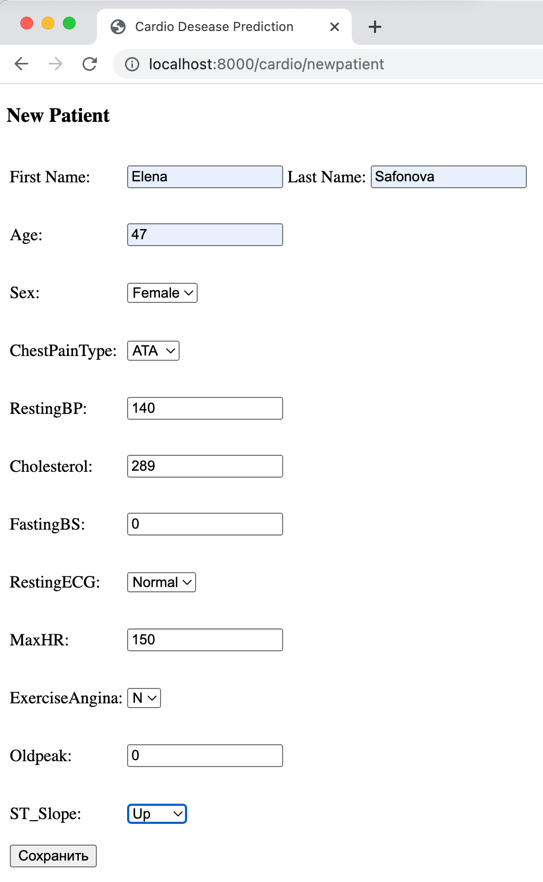 Cardio Desease Prediction
localhost:8000/cardio/newpatient
New Patient
First Name: Elena Last Name: Safonova
Age: 47
Sex: Female
ChestPainType: ATA
RestingBP: 140
Cholesterol: 289
FastingBS: 0
RestingECG: Normal
MaxHR: 150
ExerciseAngina: N
Oldpeak: 0
ST_Slope: Up
Сохранить